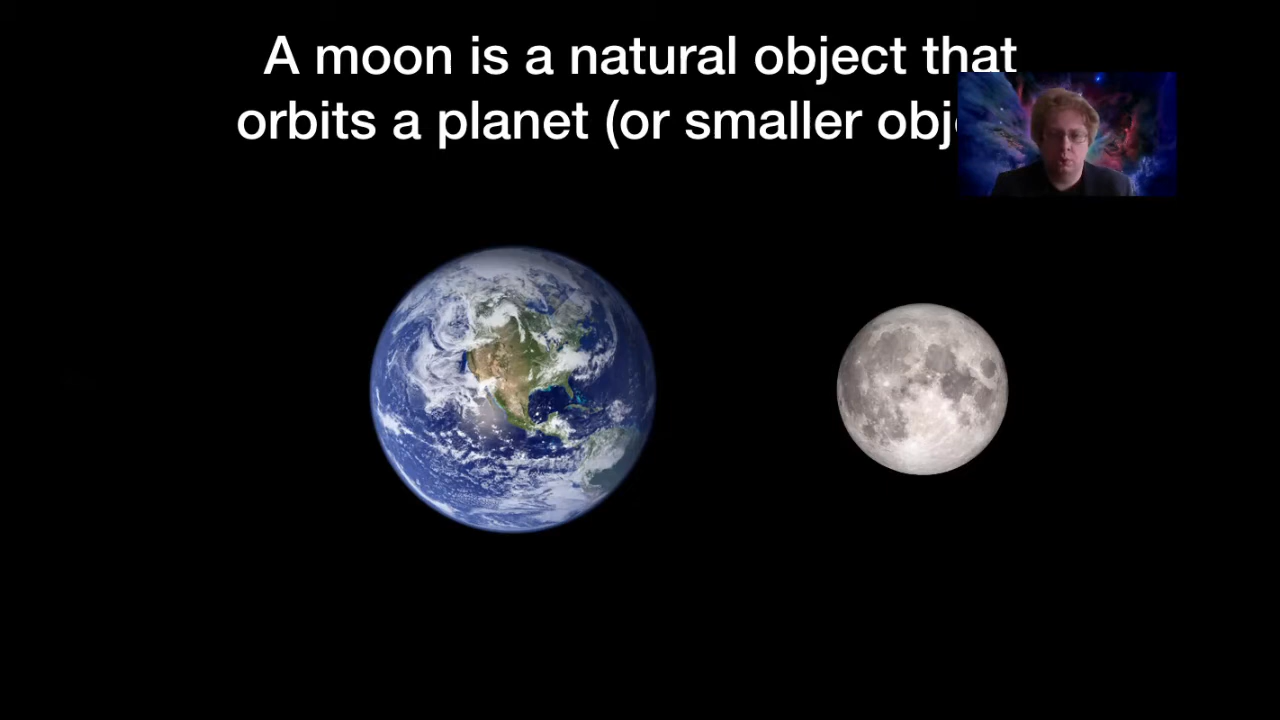 A moon is a natural object that
orbits a planet (or smaller obj